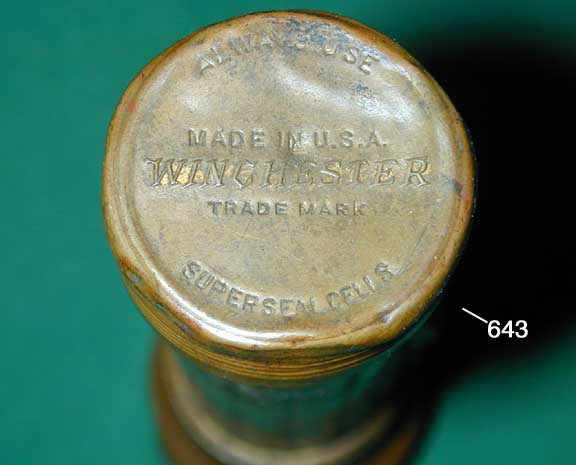 ALWAYS USE
MADE IN U.S.A.
WINCHESTER
TRADE MARK
SUPERSEAL CELLS
643